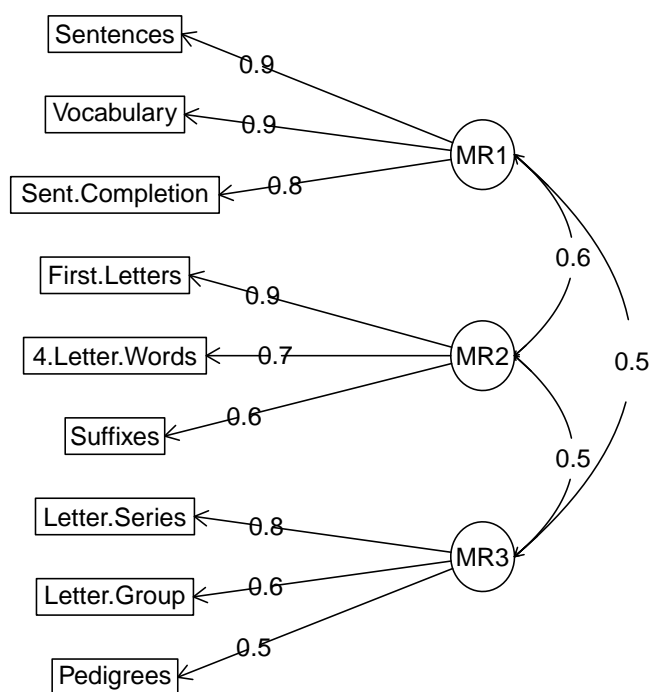 Sentences
0.9
Vocabulary
0.9
MR1
Sent.Completion
0.8
0.6
First.Letters
0.9
4.Letter.Words
0.7
MR2
0.5
Suffixes
0.6
0.5
Letter.Series
0.8
MR3
Letter.Group
0.6
0.5
Pedigrees